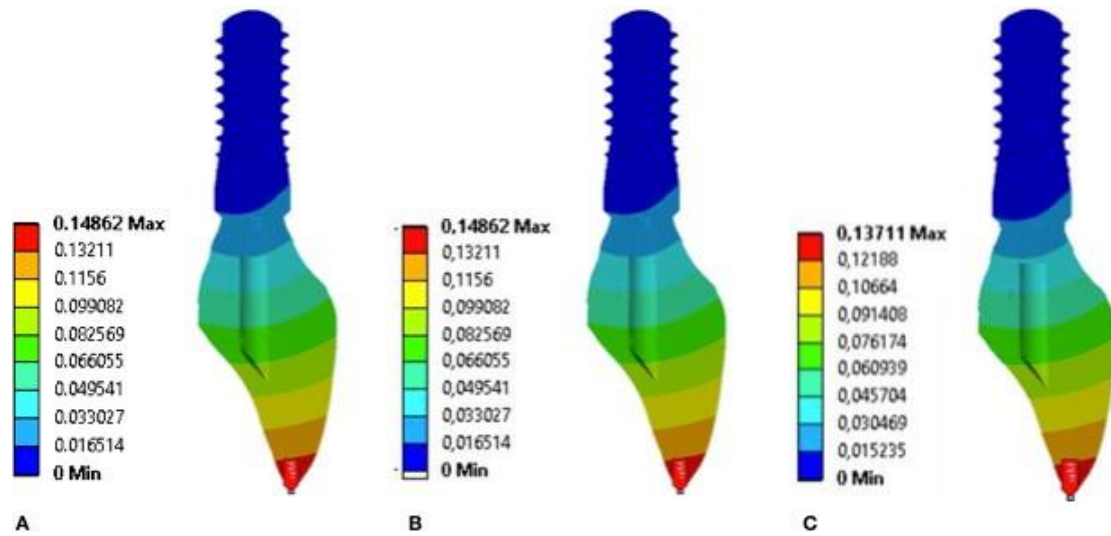 0.14862 Max
0.13211
0.1156
0.099082
0.082569
0.066055
0.049541
0.033027
0.016514
0 Min
A
0.14862 Max
0,13211
0,1156
0,099082
0,082569
0,066055
0,049541
0,033027
0,016514
0 Min
B
0,13711 Max
0,12188
0,10664
0,091408
0,076174
0,060939
0,045704
0,030469
0,015235
0 Min
C